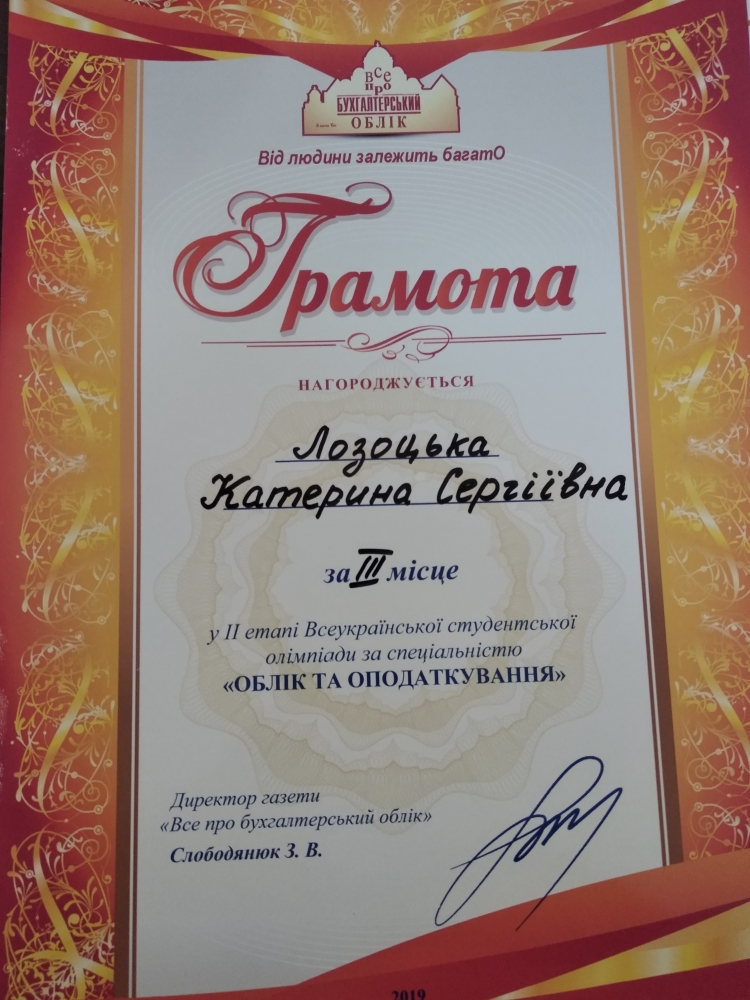 все
про
БУХГАЛТЕРСЬКИЙ
ОБЛІК
Від людини залежить багатО
Грамота
НАГОРОДЖУЄТЬСЯ
Лозоцька
Катерина Сергіївна
за III місце
у II етапі Всеукраїнської студентської
олімпіади за спеціальністю
«ОБЛІК ТА ОПОДАТКУВАННЯ»
Директор газети
«Все про бухгалтерський облік»
Слободянюк З. В.
2019